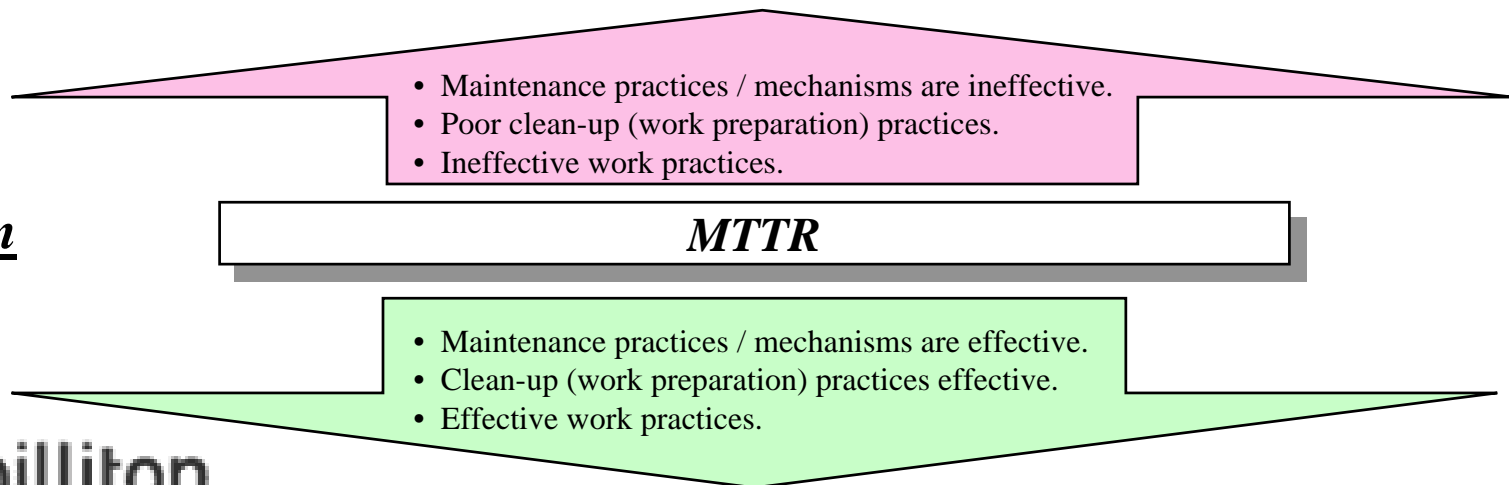 • Maintenance practices / mechanisms are ineffective.
• Poor clean-up (work preparation) practices.
• Ineffective work practices.
MTTR
• Maintenance practices / mechanisms are effective.
• Clean-up (work preparation) practices effective.
• Effective work practices.